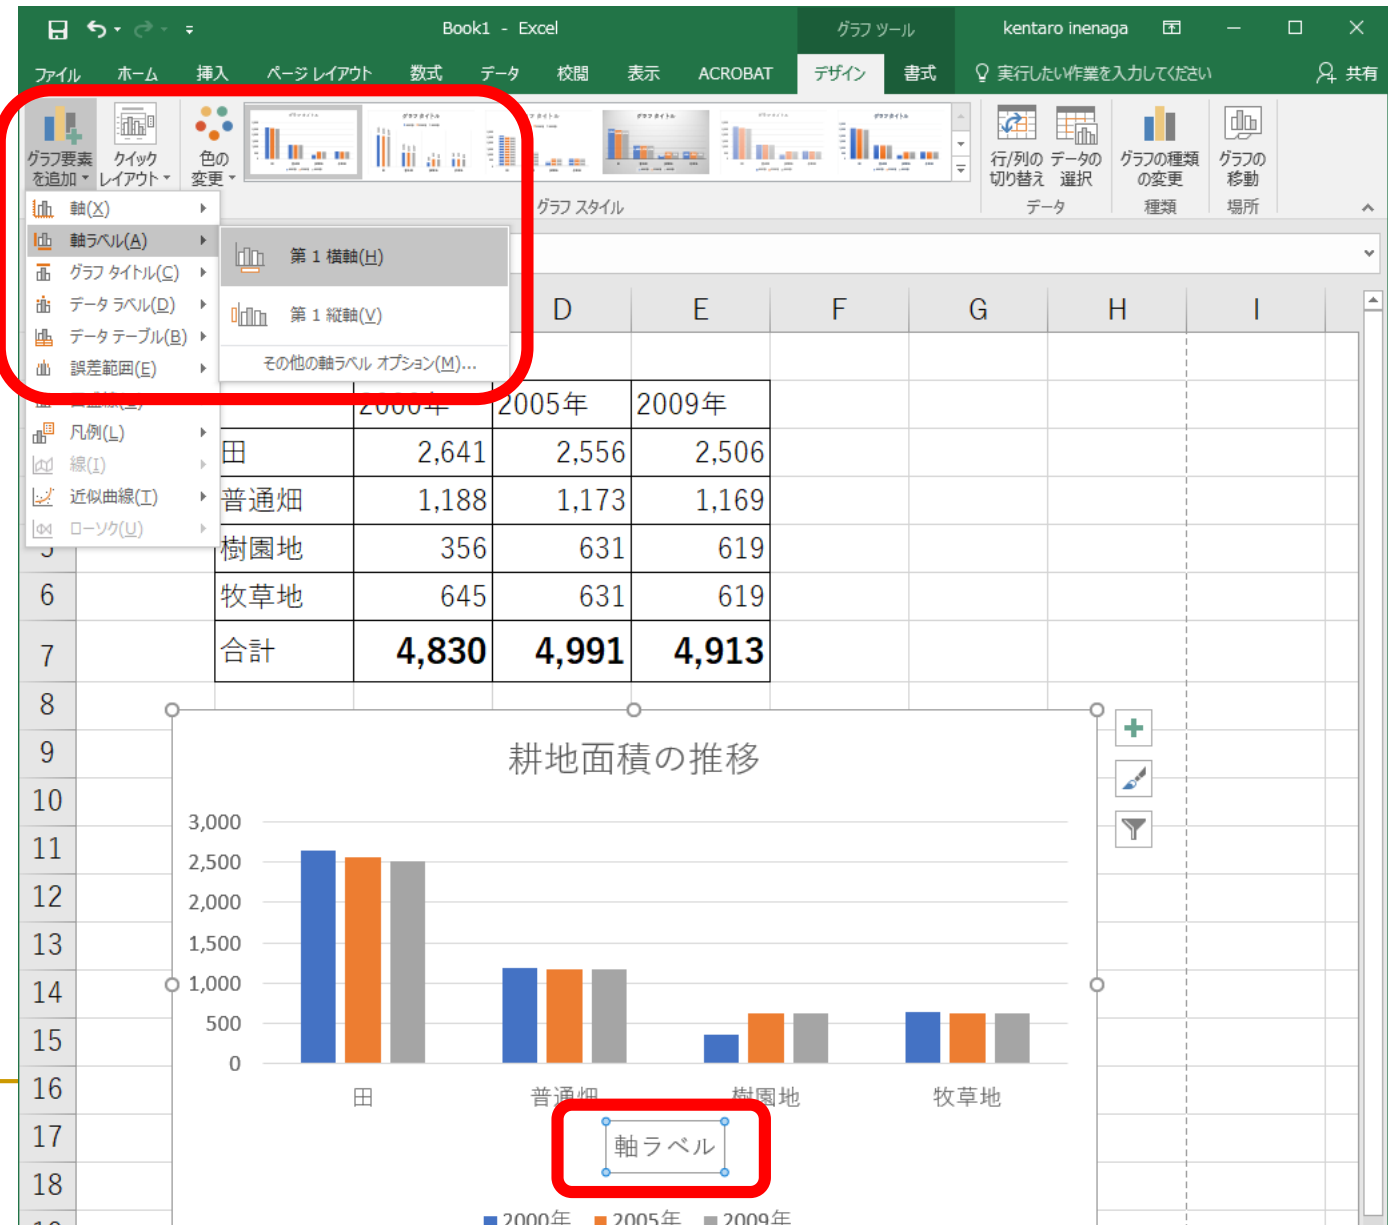 Book1 - Excel
グラフ ツール
kentaro inenaga
ファイル ホーム 挿入 ページ レイアウト 数式 データ 校閲 表示 ACROBAT デザイン 書式 実行したい作業を入力してください 共有
グラフ要素を追加
クイック レイアウト
色の変更
行/列の切り替え
データの選択
グラフの種類の変更
グラフの移動
グラフ スタイル
データ
種類
場所
軸(X)
軸ラベル(A)
グラフ タイトル(C)
データ ラベル(D)
データ テーブル(B)
誤差範囲(E)
凡例(L)
線(I)
近似曲線(T)
ローソク(U)
第 1 横軸(H)
第 1 縦軸(V)
その他の軸ラベル オプション(M)...
D E F G H I
2000年 2005年 2009年
田 2,641 2,556 2,506
普通畑 1,188 1,173 1,169
5 樹園地 356 631 619
6 牧草地 645 631 619
7 合計 4,830 4,991 4,913
8
9
10
11
12
13
14
15
16
17
18
耕地面積の推移
3,000
2,500
2,000
1,500
1,000
500
0
田 普通畑 樹園地 牧草地
軸ラベル
2000年 2005年 2009年